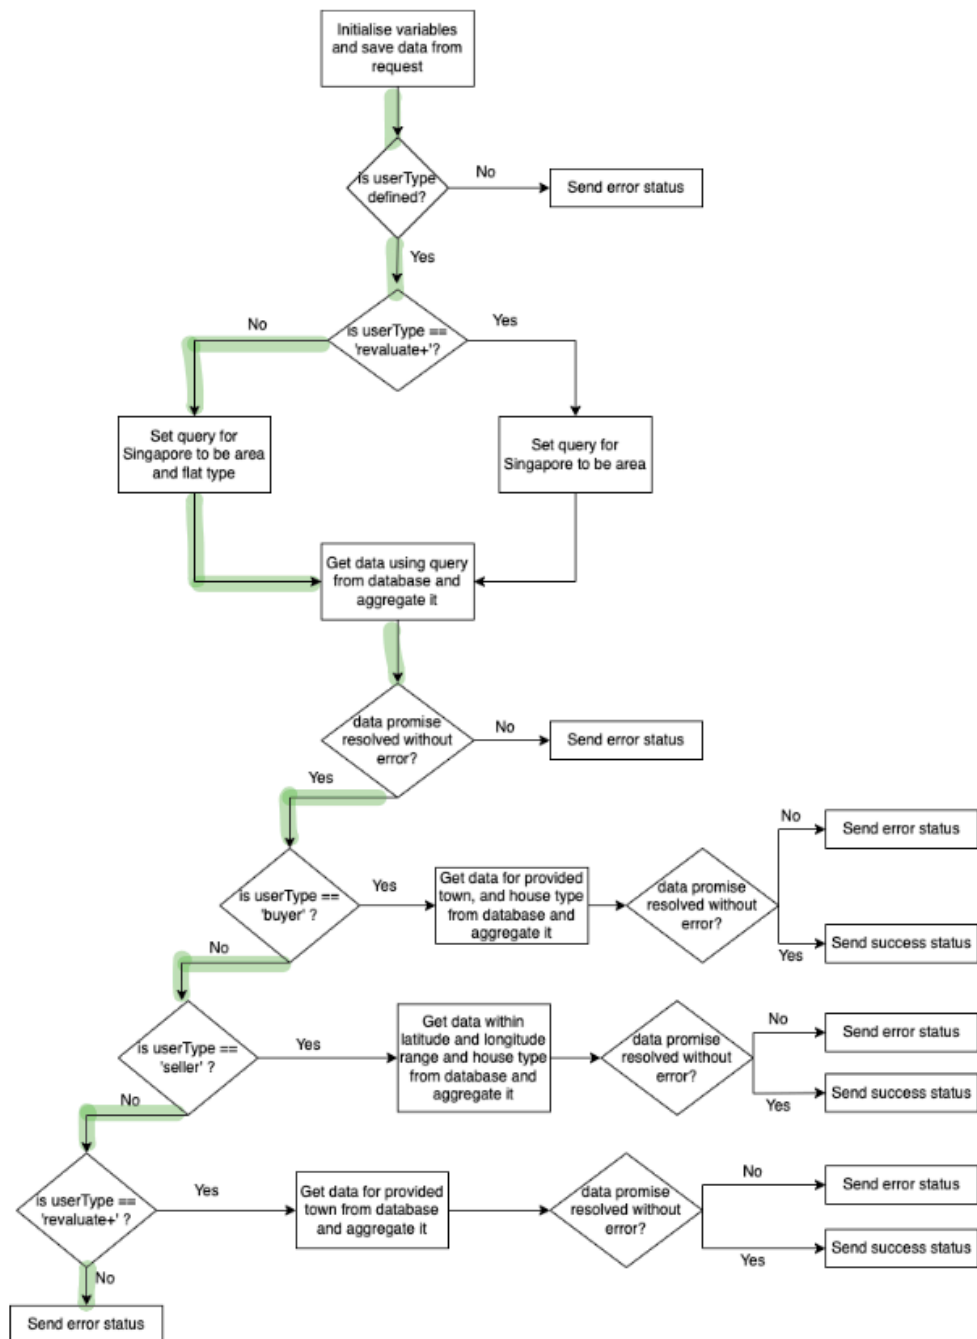 Initialise variables
and save data from
request
is userType
defined?
No
Send error status
Yes
is userType ==
'revaluate+'?
No
Yes
Set query for
Singapore to be area
and flat type
Set query for
Singapore to be area
Get data using query
from database and
aggregate it
data promise
resolved without
error?
No
Send error status
Yes
is userType ==
'buyer' ?
Yes
Get data for provided
town, and house type
from database and
aggregate it
data promise
resolved without
error?
No
Send error status
Yes
Send success status
No
is userType ==
'seller' ?
Yes
Get data within
latitude and longitude
range and house type
from database and
aggregate it
data promise
resolved without
error?
No
Send error status
Yes
Send success status
No
is userType ==
'revaluate+' ?
Yes
Get data for provided
town from database
and aggregate it
data promise
resolved without
error?
No
Send error status
Yes
Send success status
No
Send error status